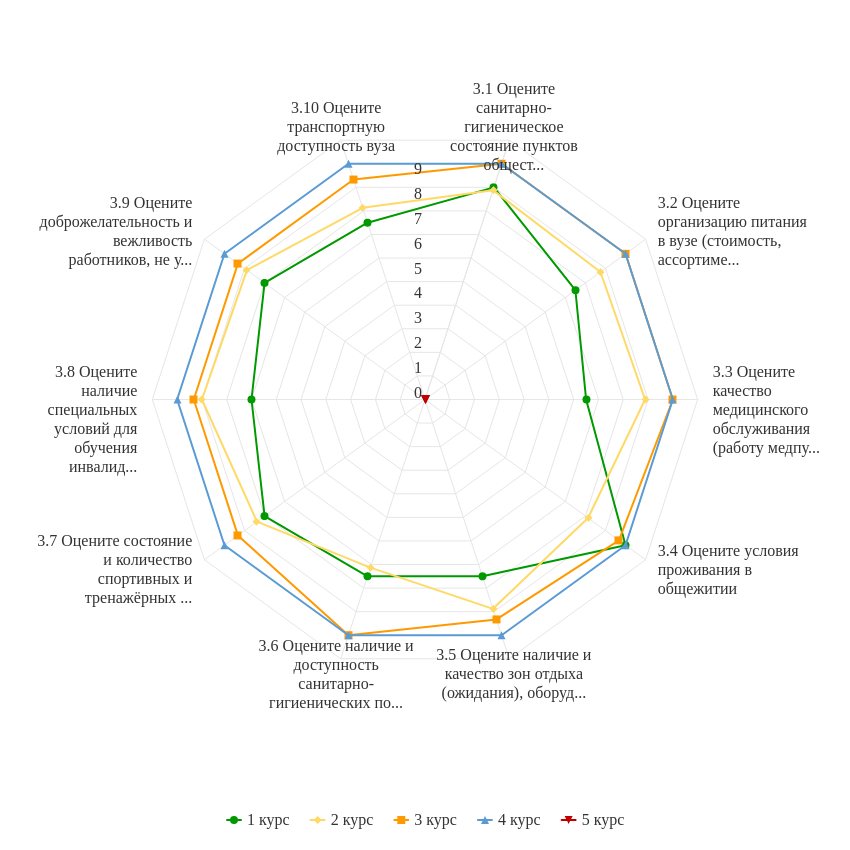 3.1 Оцените
санитарно-
гигиеническое
состояние пунктов
общест...
3.2 Оцените
организацию питания
в вузе (стоимость,
ассортиме...
3.3 Оцените
качество
медицинского
обслуживания
(работу медпу...
3.4 Оцените условия
проживания в
общежитии
3.5 Оцените наличие и
качество зон отдыха
(ожидания), оборуд...
3.6 Оцените наличие и
доступность
санитарно-
гигиенических по...
3.7 Оцените состояние
и количество
спортивных и
тренажёрных ...
3.8 Оцените
наличие
специальных
условий для
обучения
инвалид...
3.9 Оцените
доброжелательность и
вежливость
работников, не у...
3.10 Оцените
транспортную
доступность вуза
9
8
7
6
5
4
3
2
1
0
1 курс
2 курс
3 курс
4 курс
5 курс